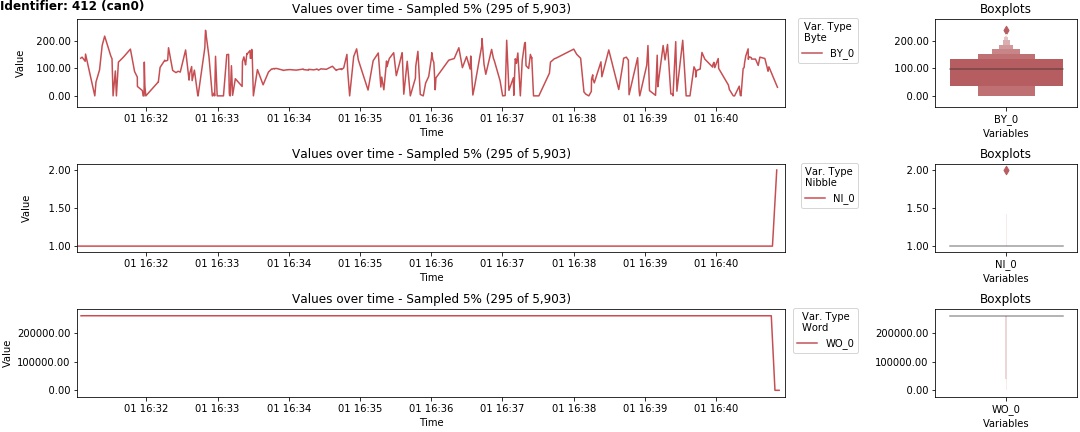 Identifier: 412 (can0)
Values over time - Sampled 5% (295 of 5,903)
Boxplots
Value
200.00
100.00
0.00
01 16:32 01 16:33 01 16:34 01 16:35 01 16:36 01 16:37 01 16:38 01 16:39 01 16:40
Time
Var. Type
Byte
BY_0
200.00
100.00
0.00
BY_0
Variables
Values over time - Sampled 5% (295 of 5,903)
Boxplots
Value
2.00
1.50
1.00
01 16:32 01 16:33 01 16:34 01 16:35 01 16:36 01 16:37 01 16:38 01 16:39 01 16:40
Time
Var. Type
Nibble
NI_0
2.00
1.50
1.00
NI_0
Variables
Values over time - Sampled 5% (295 of 5,903)
Boxplots
Value
200000.00
100000.00
0.00
01 16:32 01 16:33 01 16:34 01 16:35 01 16:36 01 16:37 01 16:38 01 16:39 01 16:40
Time
Var. Type
Word
WO_0
200000.00
100000.00
0.00
WO_0
Variables